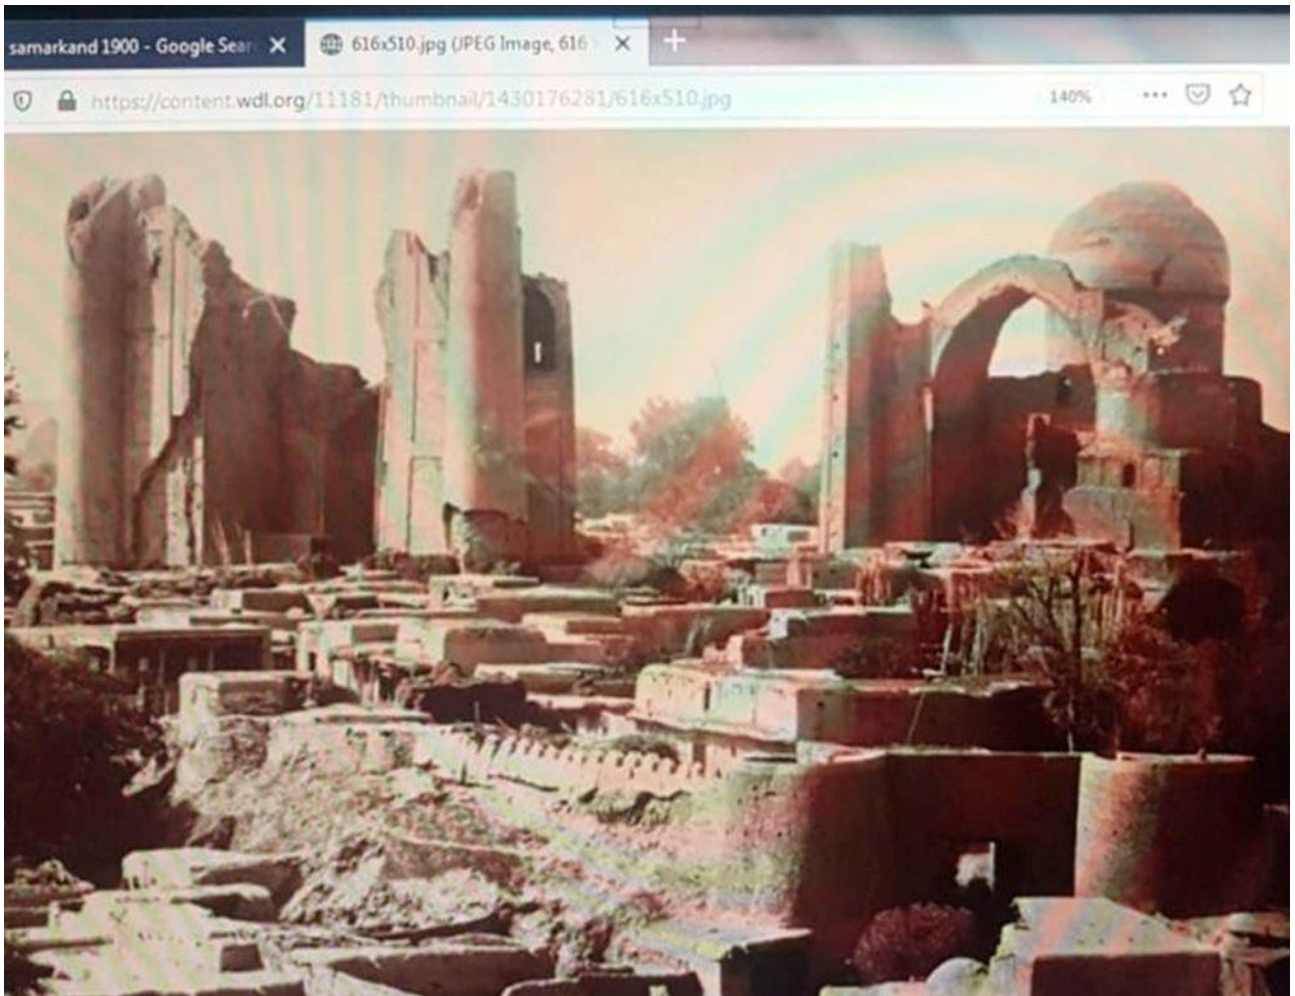 samarkand 1900 - Google Sear
616x510.jpg (JPEG Image, 616
https://content.wdl.org/11181/thumbnail/1430176281/616x510.jpg
140%